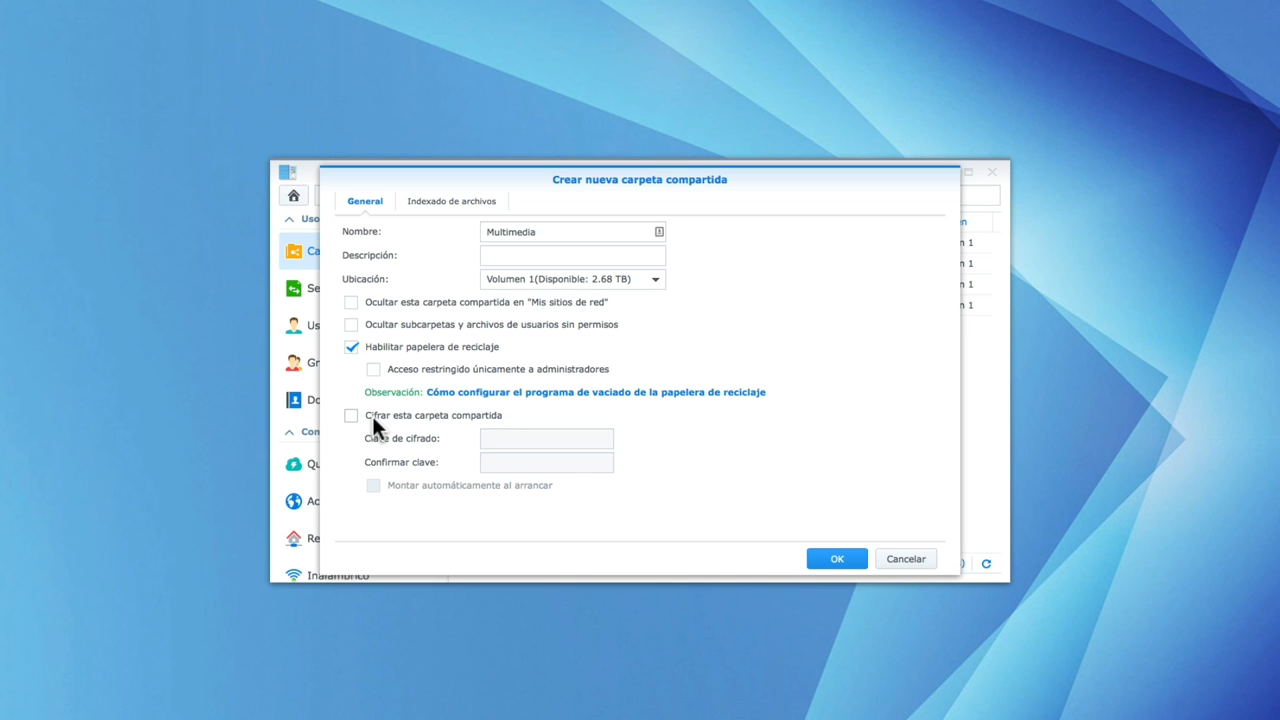 Crear nueva carpeta compartida
General
Indexado de archivos
Nombre: Multimedia
Descripción:
Ubicación: Volumen 1(Disponible: 2.68 TB)
Ocultar esta carpeta compartida en "Mis sitios de red"
Ocultar subcarpetas y archivos de usuarios sin permisos
Habilitar papelera de reciclaje
Acceso restringido únicamente a administradores
Observación: Cómo configurar el programa de vaciado de la papelera de reciclaje
Cifrar esta carpeta compartida
de cifrado:
Confirmar clave:
Montar automáticamente al arrancar
OK
Cancelar
Inalámbrico